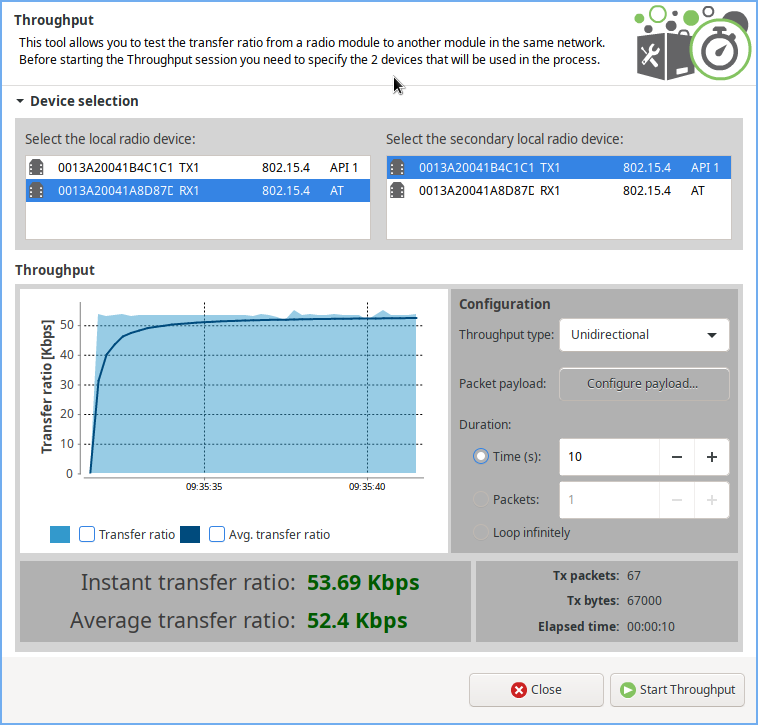 Throughput
This tool allows you to test the transfer ratio from a radio module to another module in the same network.
Before starting the Throughput session you need to specify the 2 devices that will be used in the process.
Device selection
Select the local radio device:
0013A20041B4C1C1 TX1 802.15.4 API 1
0013A20041A8D87D RX1 802.15.4 AT
Select the secondary local radio device:
0013A20041B4C1C1 TX1 802.15.4 API 1
0013A20041A8D87D RX1 802.15.4 AT
Throughput
Transfer ratio [Kbps]
50
40
30
20
10
0
09:35:35 09:35:40
Transfer ratio Avg. transfer ratio
Configuration
Throughput type: Unidirectional
Packet payload: Configure payload...
Duration:
Time (s): 10 − +
Packets: 1 − +
Loop infinitely
Instant transfer ratio: 53.69 Kbps
Average transfer ratio: 52.4 Kbps
Tx packets: 67
Tx bytes: 67000
Elapsed time: 00:00:10
Close Start Throughput